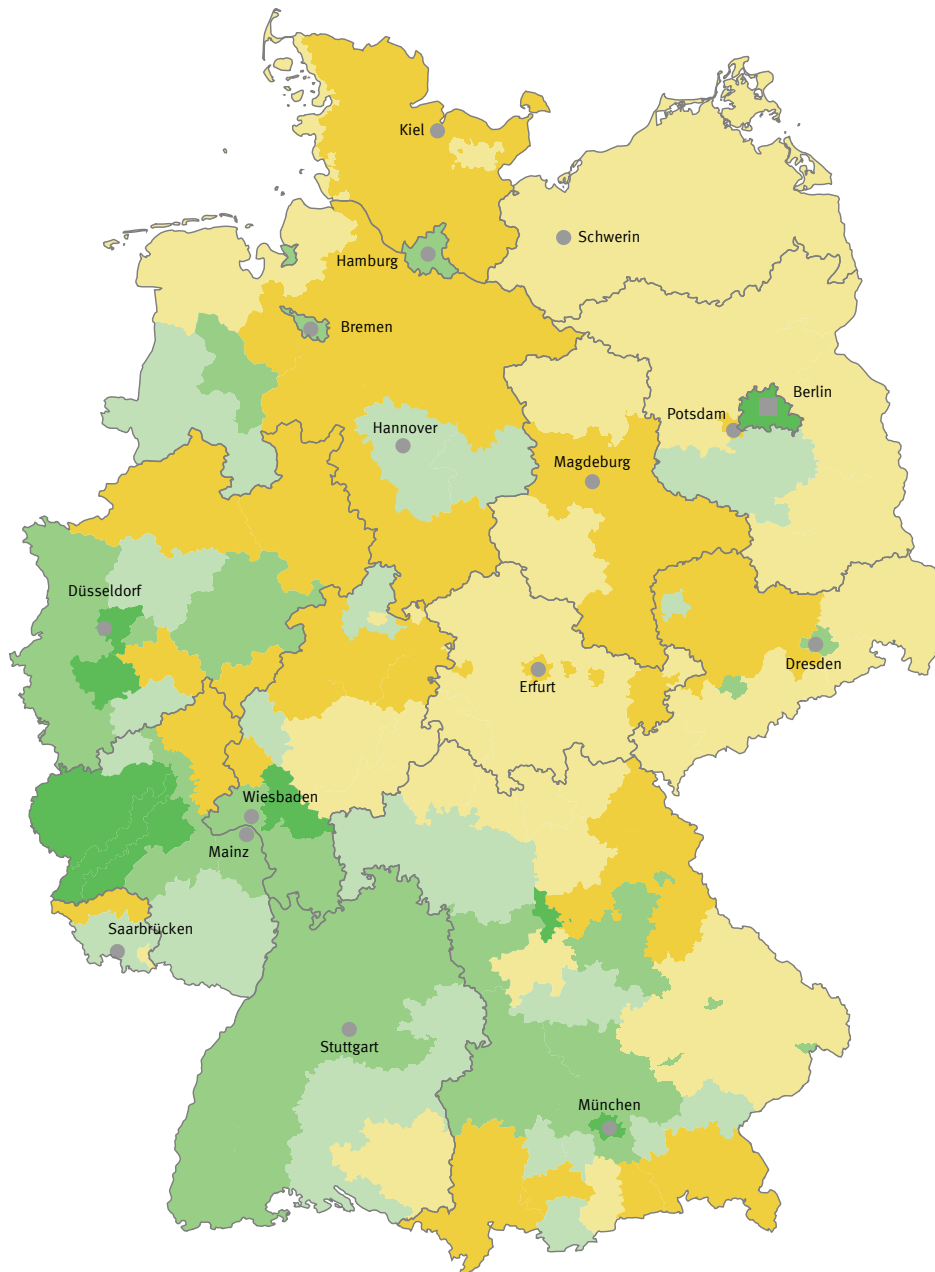 Kiel
Schwerin
Hamburg
Bremen
Berlin
Potsdam
Hannover
Magdeburg
Düsseldorf
Dresden
Erfurt
Wiesbaden
Mainz
Saarbrücken
Stuttgart
München